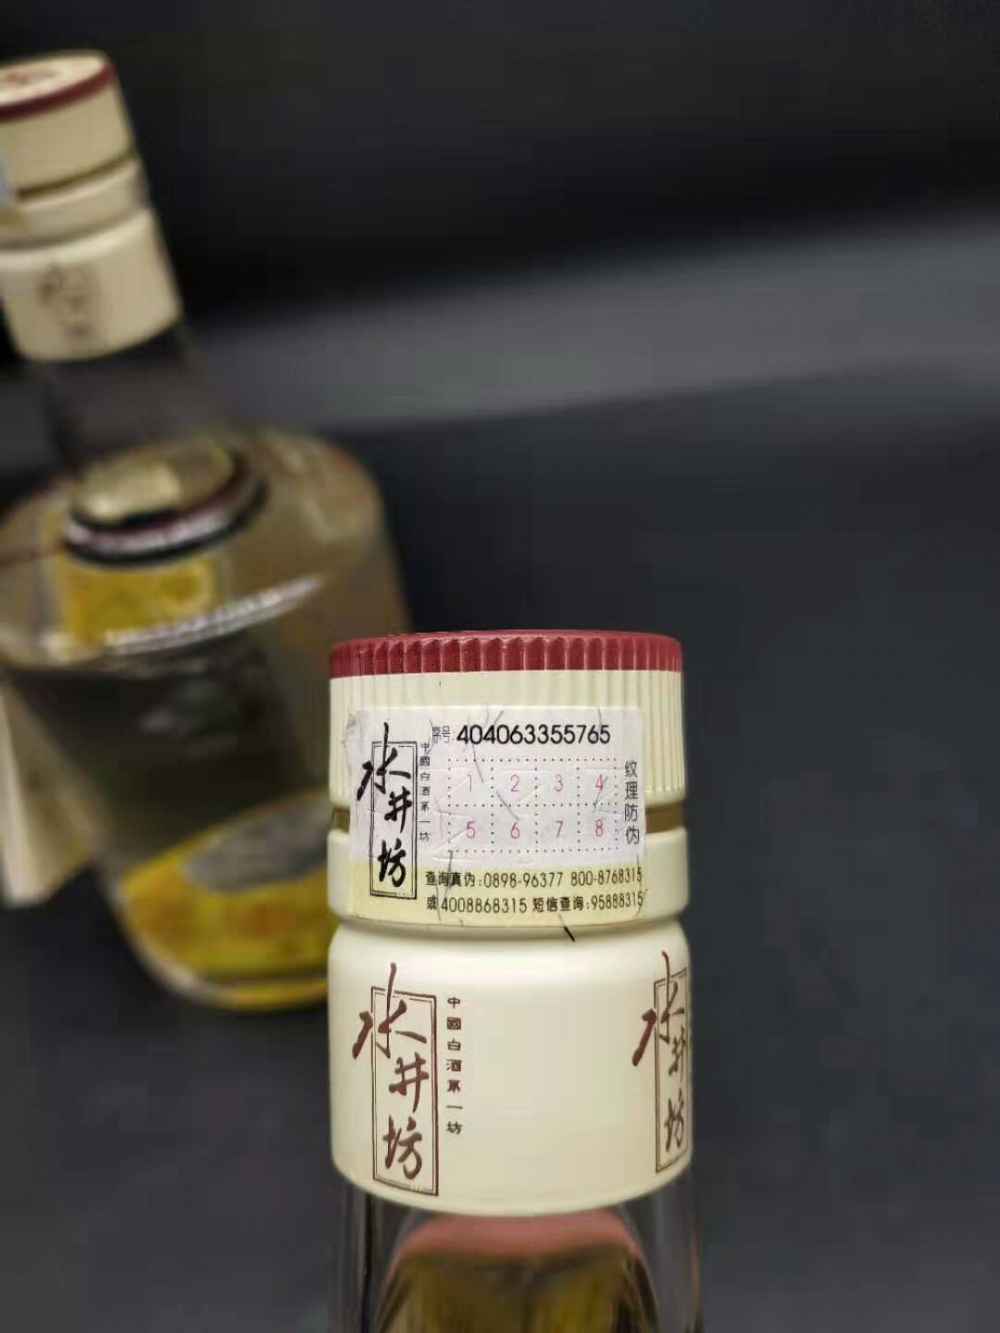 序号:404063355765
水井坊
中國白酒第一坊
1 2 3 4
5 6 7 8
纹理防伪
查询真伪:0898-96377 800-8768315
或4008868315 短信查询:95888315
水井坊
中國白酒第一坊
水井坊